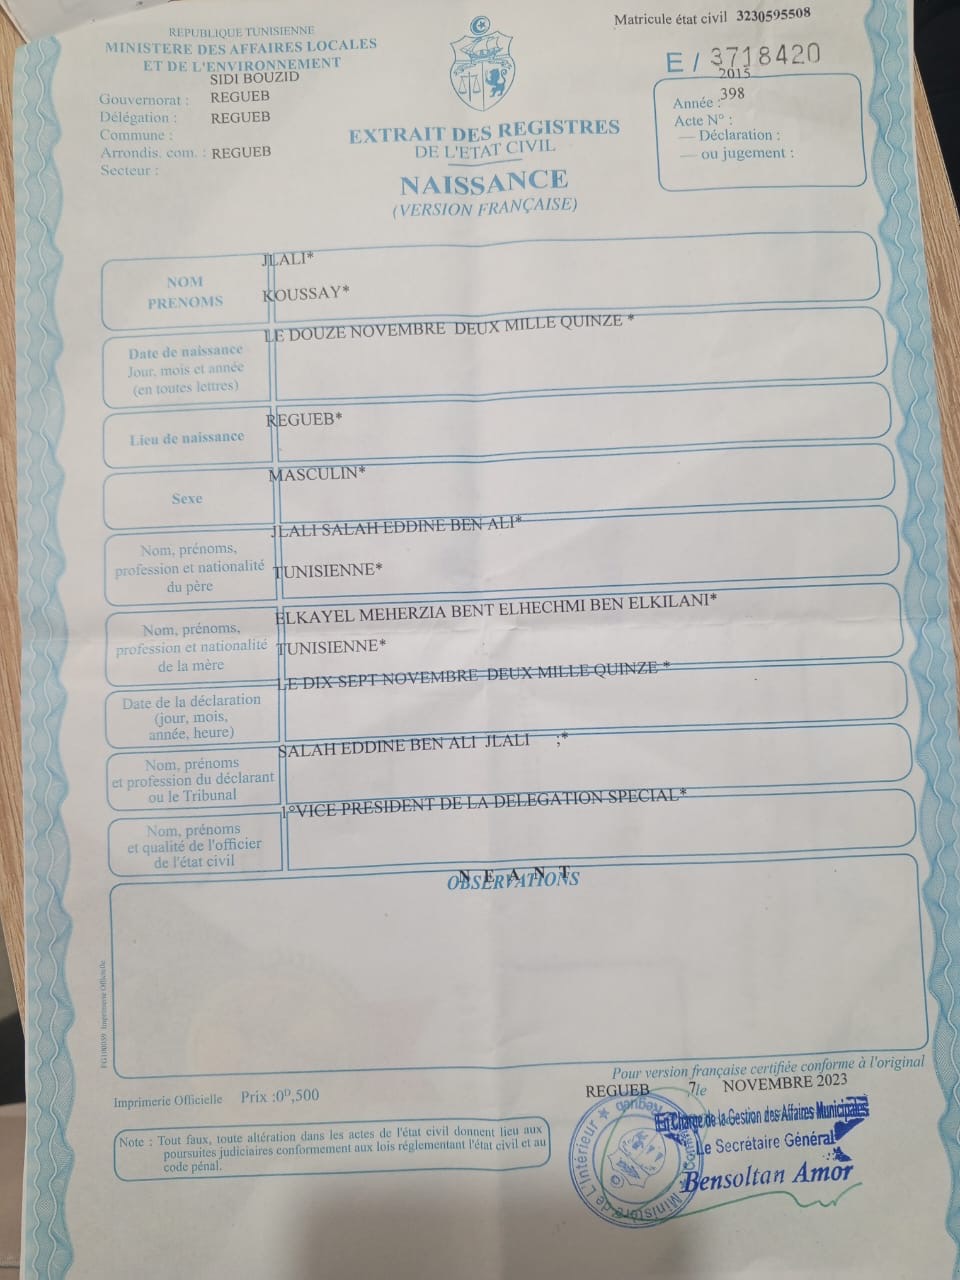 Matricule état civil 3230595508
REPUBLIQUE TUNISIENNE
MINISTERE DES AFFAIRES LOCALES
ET DE L'ENVIRONNEMENT
SIDI BOUZID
Gouvernorat : REGUEB
Délégation : REGUEB
Commune :
Arrondis. com. : REGUEB
Secteur :
E / 3718420
2015
Année : 398
Acte N° :
— Déclaration :
— ou jugement :
EXTRAIT DES REGISTRES
DE L'ETAT CIVIL
NAISSANCE
(VERSION FRANÇAISE)
JLALI*
NOM
PRENOMS
KOUSSAY*
LE DOUZE NOVEMBRE DEUX MILLE QUINZE *
Date de naissance
Jour, mois et année
(en toutes lettres)
REGUEB*
Lieu de naissance
MASCULIN*
Sexe
JLALI SALAH EDDINE BEN ALI*
Nom, prénoms,
profession et nationalité
du père
TUNISIENNE*
ELKAYEL MEHERZIA BENT ELHECHMI BEN ELKILANI*
Nom, prénoms,
profession et nationalité
de la mère
TUNISIENNE*
LE DIX SEPT NOVEMBRE DEUX MILLE QUINZE *
Date de la déclaration
(jour, mois,
année, heure)
SALAH EDDINE BEN ALI JLALI ;*
Nom, prénoms
et profession du déclarant
ou le Tribunal
1°VICE PRESIDENT DE LA DELEGATION SPECIAL*
Nom, prénoms
et qualité de l'officier
de l'état civil
N E A N T
OBSERVATIONS
Imprimerie Officielle
Pour version française certifiée conforme à l'original
REGUEB 7 le NOVEMBRE 2023
Imprimerie Officielle Prix :0ᴰ,500
Note : Tout faux, toute altération dans les actes de l'état civil donnent lieu aux
poursuites judiciaires conformement aux lois réglementant l'état civil et au
code pénal.
En Charge de la Gestion des Affaires Municipales
Le Secrétaire Général
Bensoltan Amor
Ministère de L'intérieur